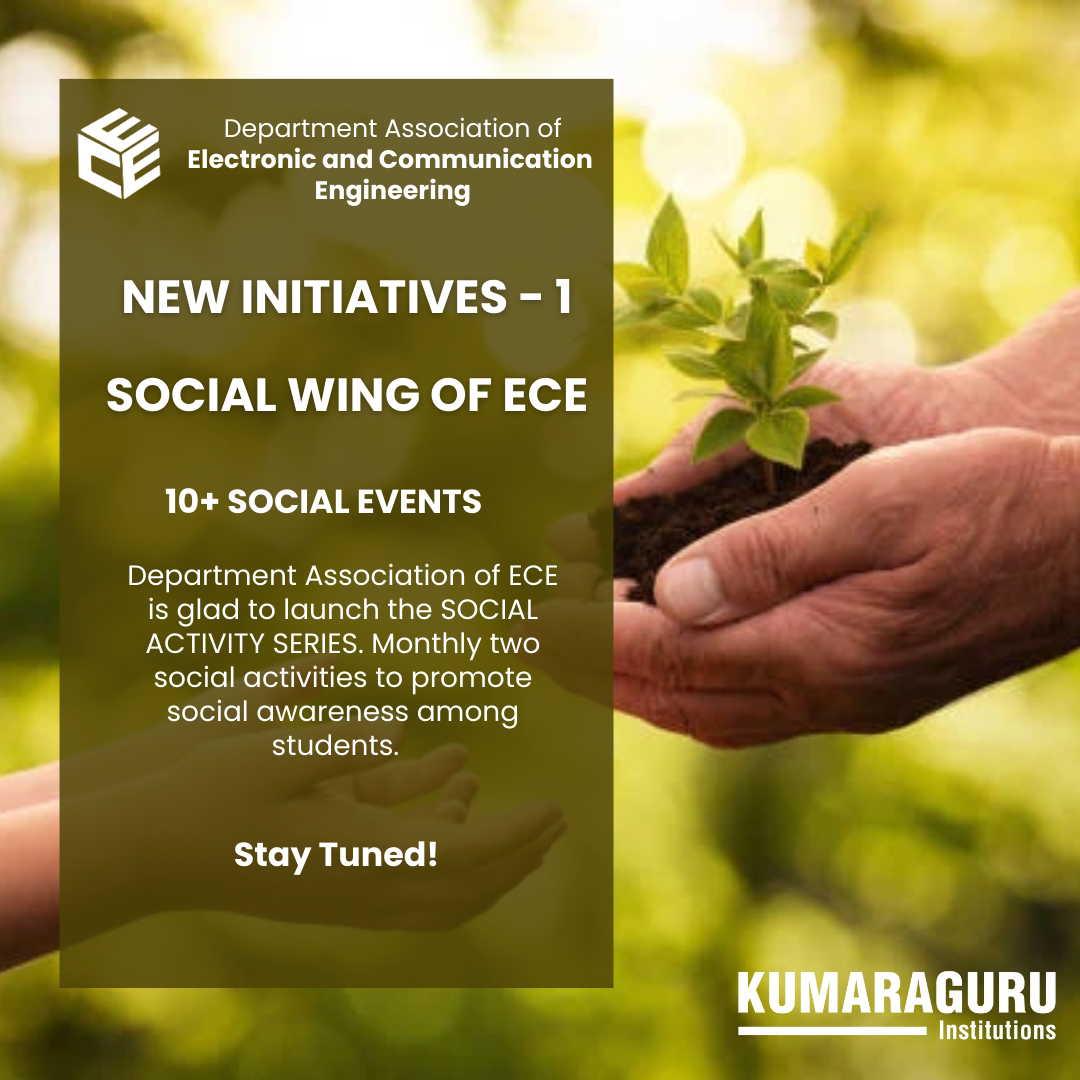 ECE
Department Association of
Electronic and Communication
Engineering
NEW INITIATIVES - 1
SOCIAL WING OF ECE
10+ SOCIAL EVENTS
Department Association of ECE
is glad to launch the SOCIAL
ACTIVITY SERIES. Monthly two
social activities to promote
social awareness among
students.
Stay Tuned!
KUMARAGURU
Institutions